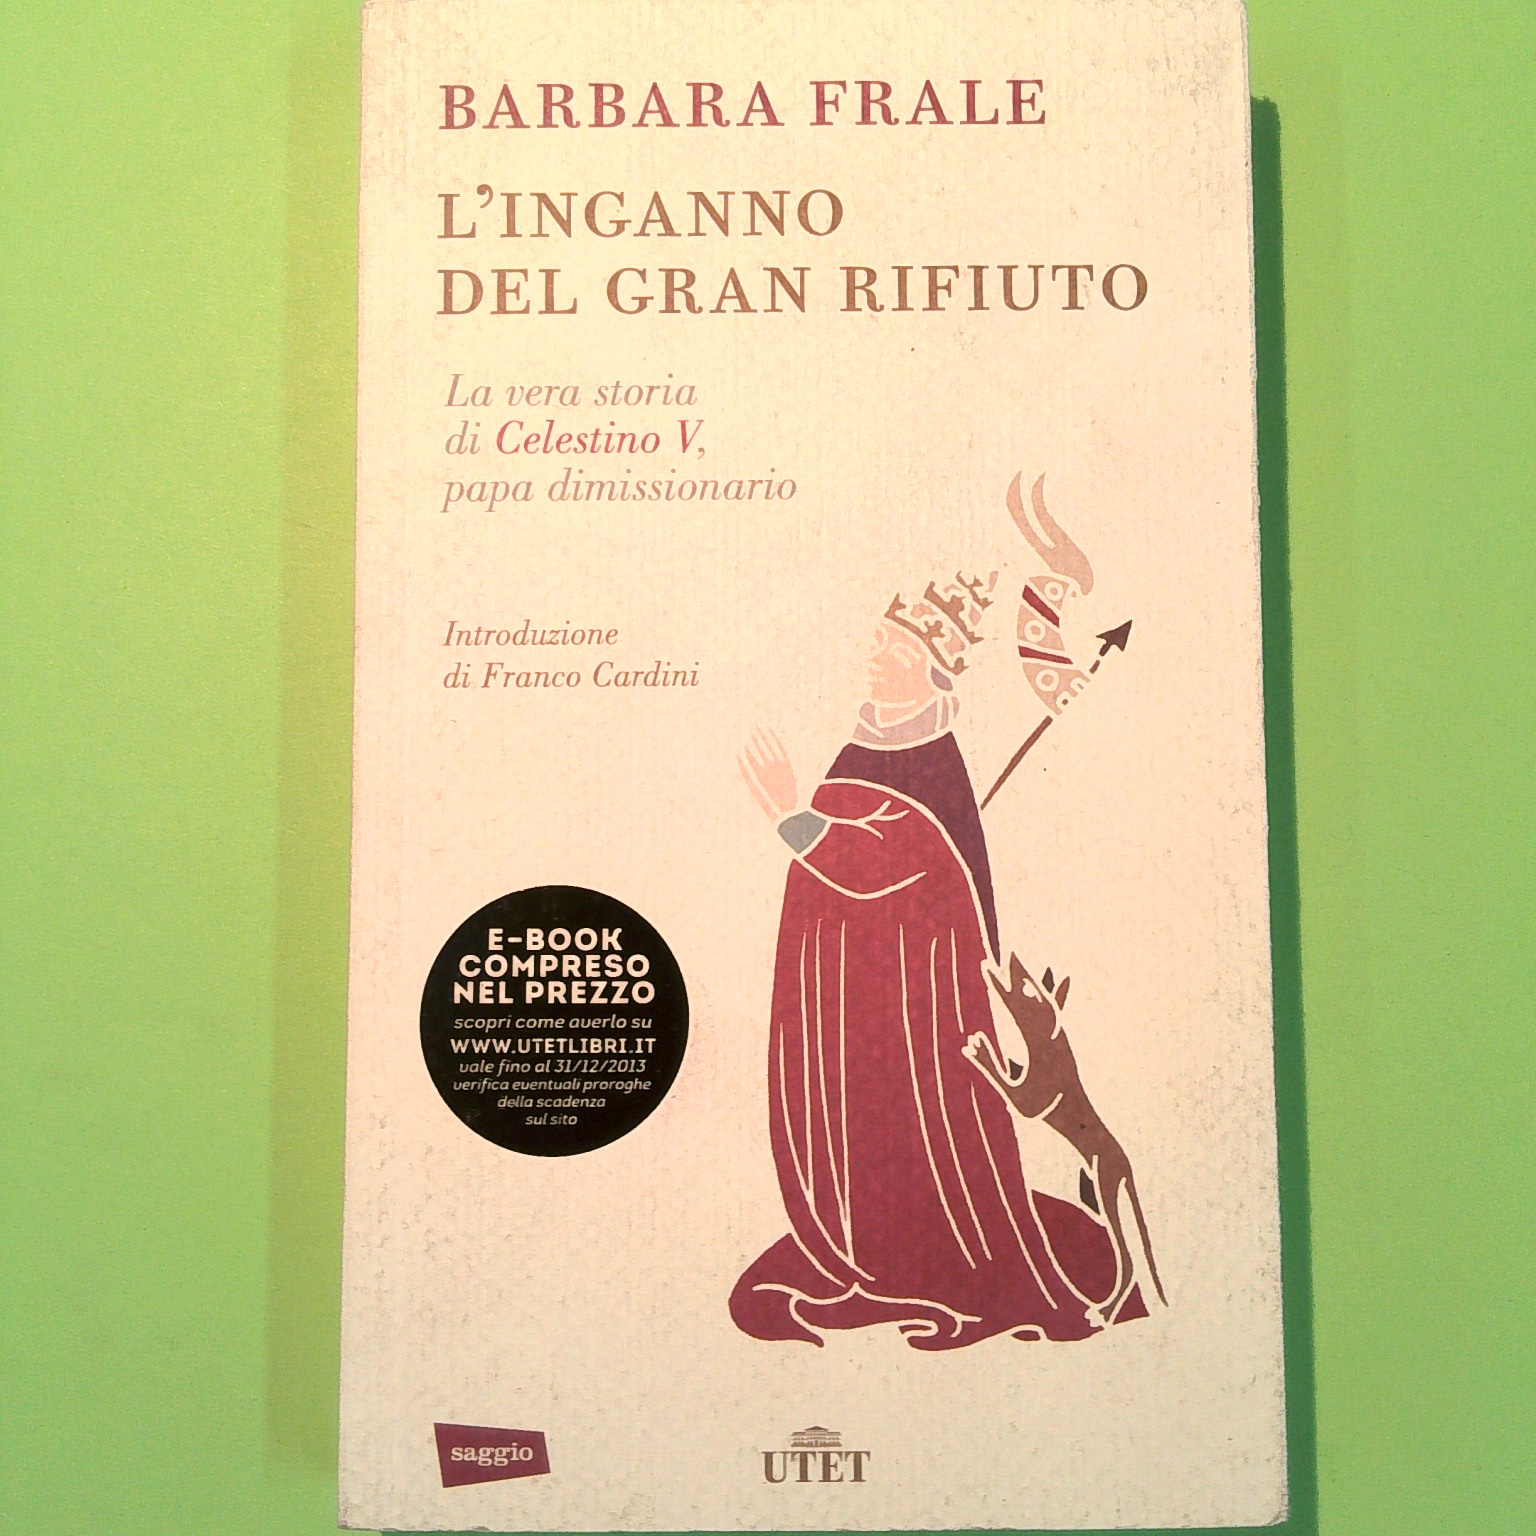 BARBARA FRALE
L'INGANNO
DEL GRAN RIFIUTO
La vera storia
di Celestino V,
papa dimissionario
Introduzione
di Franco Cardini
E-BOOK
COMPRESO
NEL PREZZO
scopri come averlo su
WWW.UTETLIBRI.IT
vale fino al 31/12/2013
verifica eventuali proroghe
della scadenza
sul sito
saggio
UTET